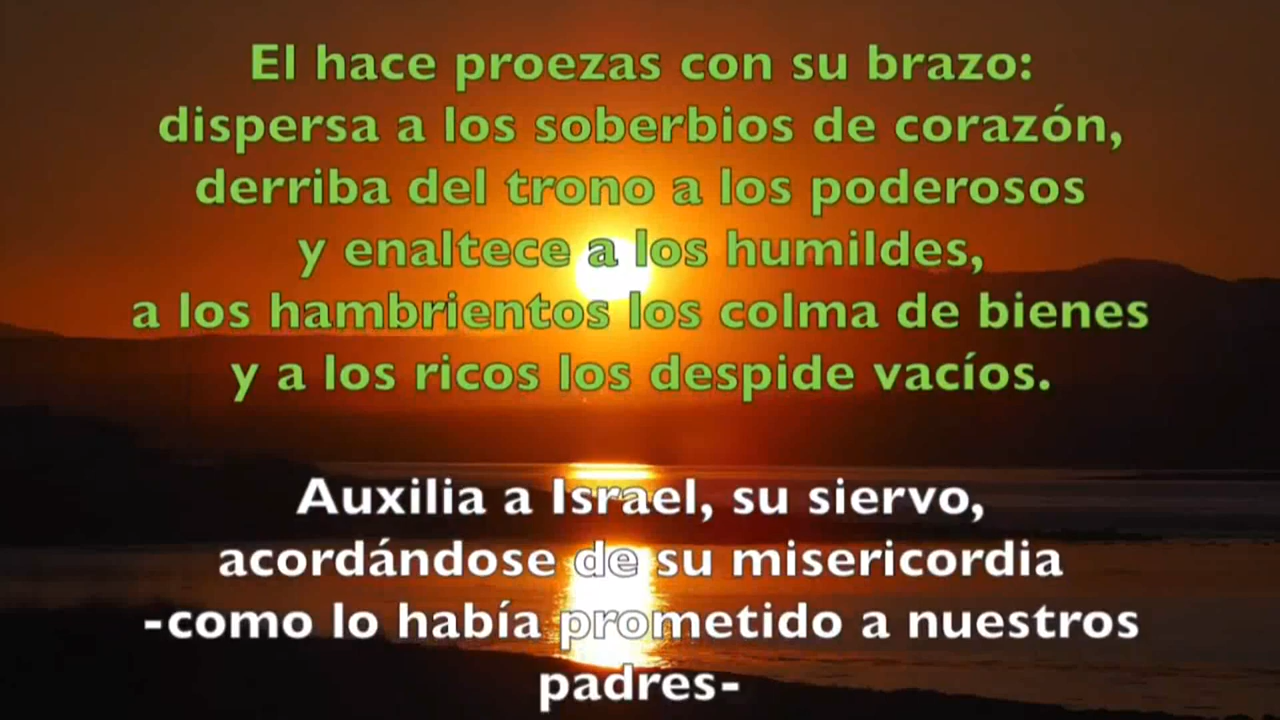 El hace proezas con su brazo:
dispersa a los soberbios de corazón,
derriba del trono a los poderosos
y enaltece a los humildes,
a los hambrientos los colma de bienes
y a los ricos los despide vacíos.
Auxilia a Israel, su siervo,
acordándose de su misericordia
-como lo había prometido a nuestros
padres-